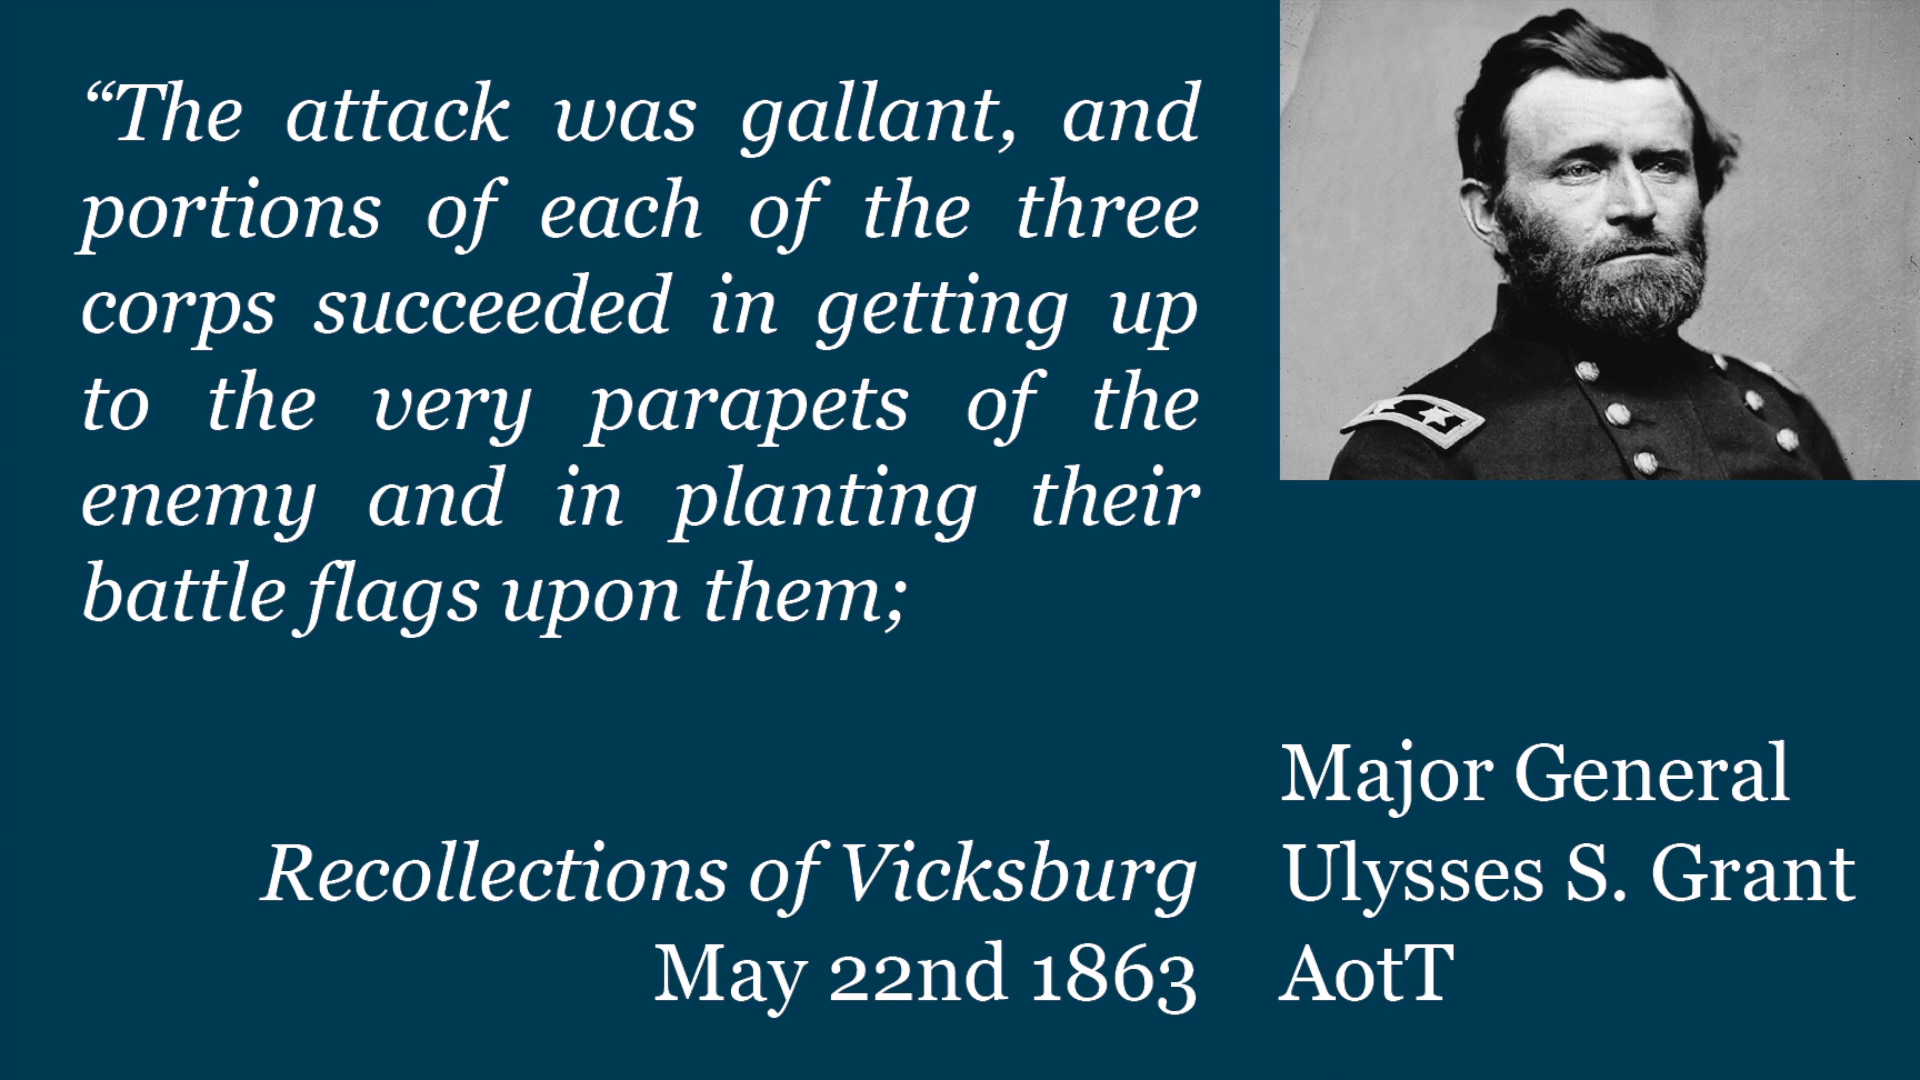 “The attack was gallant, and
portions of each of the three
corps succeeded in getting up
to the very parapets of the
enemy and in planting their
battle flags upon them;
Recollections of Vicksburg
May 22nd 1863
Major General
Ulysses S. Grant
AotT